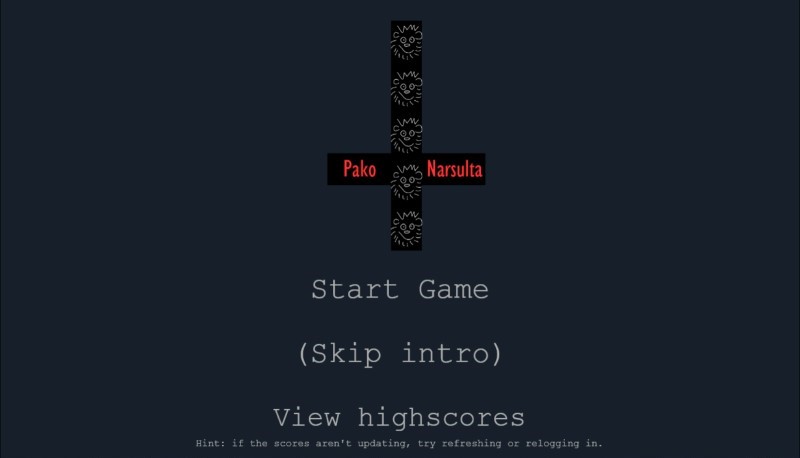 Pako Narsulta
Start Game
(Skip intro)
View highscores
Hint: if the scores aren't updating, try refreshing or relogging in.